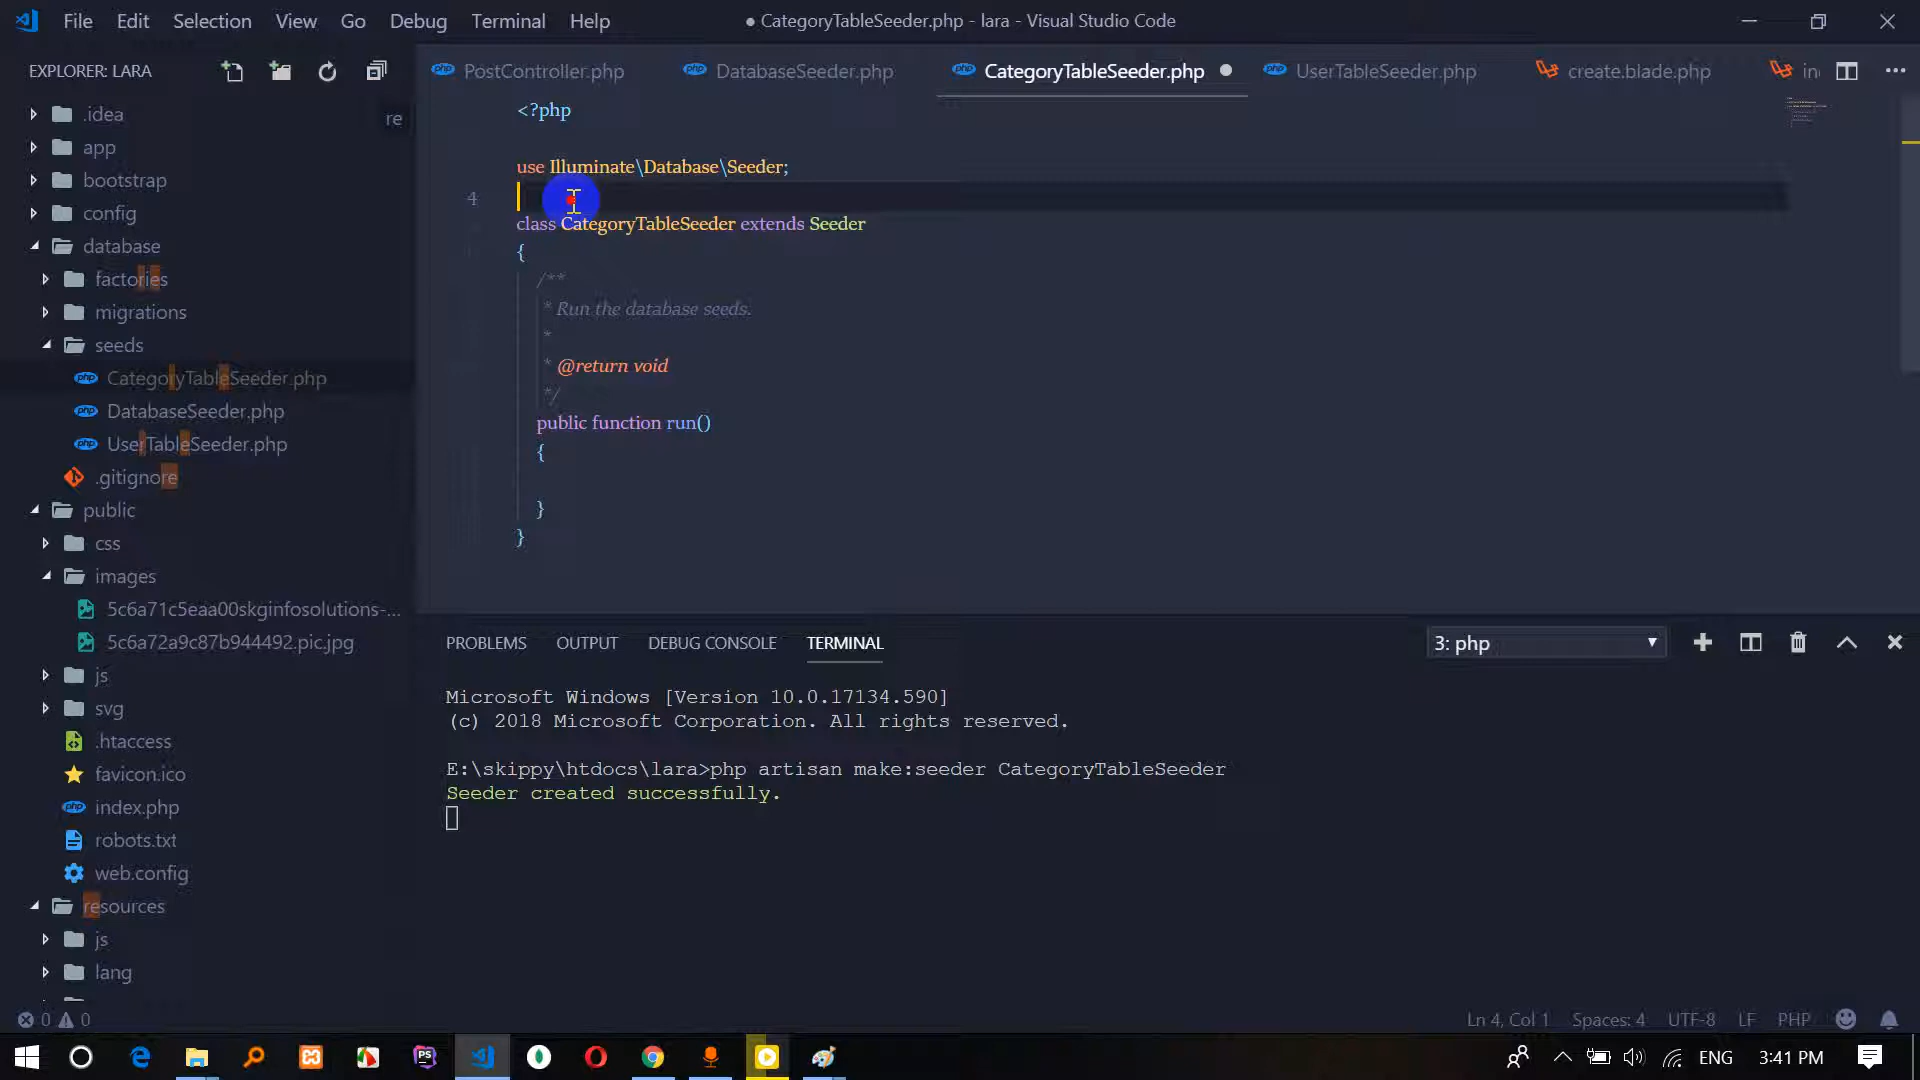 File Edit Selection View Go Debug Terminal Help
● CategoryTableSeeder.php - lara - Visual Studio Code
EXPLORER: LARA
PostController.php
DatabaseSeeder.php
CategoryTableSeeder.php
UserTableSeeder.php
create.blade.php
in
re
.idea
app
bootstrap
config
database
factories
migrations
seeds
CategoryTableSeeder.php
DatabaseSeeder.php
UserTableSeeder.php
.gitignore
public
css
images
5c6a71c5eaa00skginfosolutions-...
5c6a72a9c87b944492.pic.jpg
js
svg
.htaccess
favicon.ico
index.php
robots.txt
web.config
resources
js
lang
<?php
use Illuminate\Database\Seeder;
4
class CategoryTableSeeder extends Seeder
{
/**
* Run the database seeds.
*
* @return void
*/
public function run()
{
}
}
PROBLEMS OUTPUT DEBUG CONSOLE TERMINAL
3: php
Microsoft Windows [Version 10.0.17134.590]
(c) 2018 Microsoft Corporation. All rights reserved.
E:\skippy\htdocs\lara>php artisan make:seeder CategoryTableSeeder
Seeder created successfully.
0 0
Ln 4, Col 1 Spaces: 4 UTF-8 LF PHP
PS
ENG 3:41 PM